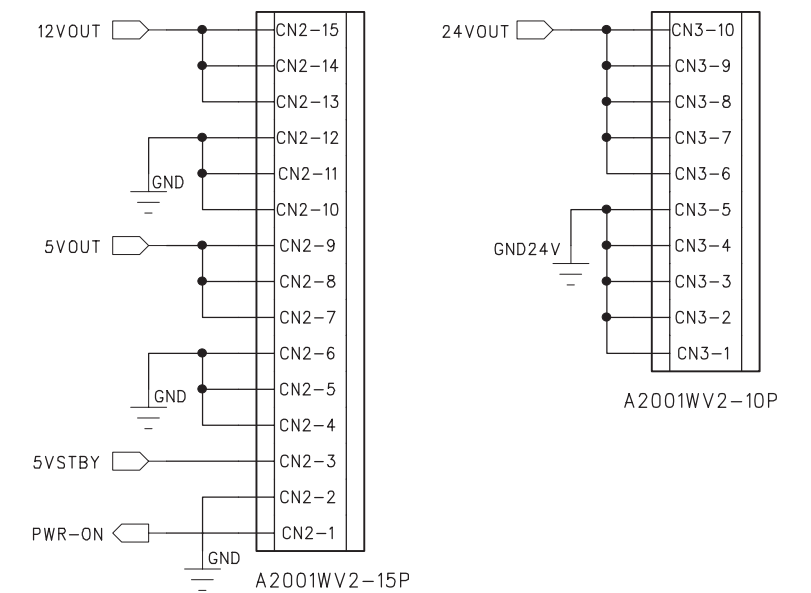 12VOUT
CN2-15
CN2-14
CN2-13
CN2-12
GND
CN2-11
CN2-10
5VOUT
CN2-9
CN2-8
CN2-7
CN2-6
GND
CN2-5
CN2-4
5VSTBY
CN2-3
CN2-2
PWR-ON
CN2-1
GND
A2001WV2-15P
24VOUT
CN3-10
CN3-9
CN3-8
CN3-7
CN3-6
CN3-5
GND24V
CN3-4
CN3-3
CN3-2
CN3-1
A2001WV2-10P